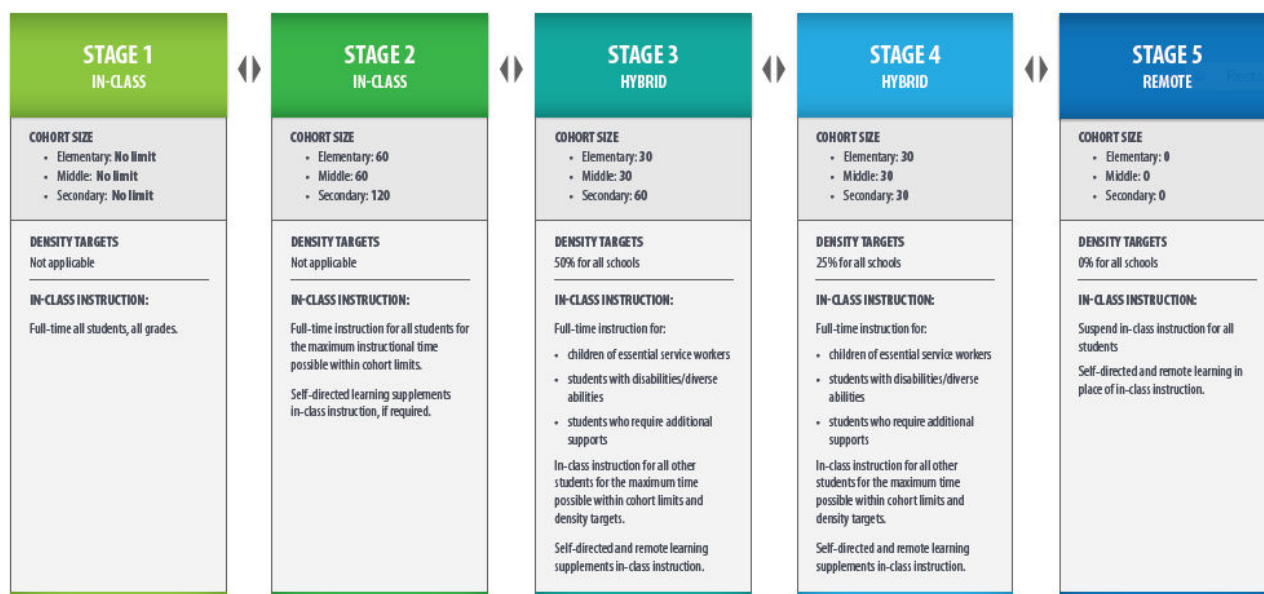 STAGE 1
IN-CLASS
COHORT SIZE
• Elementary: No limit
• Middle: No limit
• Secondary: No limit
DENSITY TARGETS
Not applicable
IN-CLASS INSTRUCTION:
Full-time all students, all grades.
STAGE 2
IN-CLASS
COHORT SIZE
• Elementary: 60
• Middle: 60
• Secondary: 120
DENSITY TARGETS
Not applicable
IN-CLASS INSTRUCTION:
Full-time instruction for all students for
the maximum instructional time
possible within cohort limits.
Self-directed learning supplements
in-class instruction, if required.
STAGE 3
HYBRID
COHORT SIZE
• Elementary: 30
• Middle: 30
• Secondary: 60
DENSITY TARGETS
50% for all schools
IN-CLASS INSTRUCTION:
Full-time instruction for:
• children of essential service workers
• students with disabilities/diverse
abilities
• students who require additional
supports
In-class instruction for all other
students for the maximum time
possible within cohort limits and
density targets.
Self-directed and remote learning
supplements in-class instruction.
STAGE 4
HYBRID
COHORT SIZE
• Elementary: 30
• Middle: 30
• Secondary: 30
DENSITY TARGETS
25% for all schools
IN-CLASS INSTRUCTION:
Full-time instruction for:
• children of essential service workers
• students with disabilities/diverse
abilities
• students who require additional
supports
In-class instruction for all other
students for the maximum time
possible within cohort limits and
density targets.
Self-directed and remote learning
supplements in-class instruction.
STAGE 5
REMOTE
COHORT SIZE
• Elementary: 0
• Middle: 0
• Secondary: 0
DENSITY TARGETS
0% for all schools
IN-CLASS INSTRUCTION:
Suspend in-class instruction for all
students
Self-directed and remote learning in
place of in-class instruction.